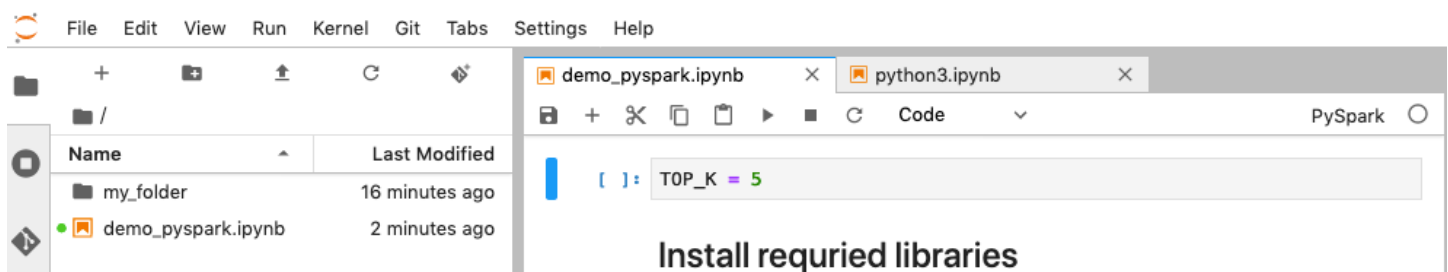 File Edit View Run Kernel Git Tabs Settings Help
demo_pyspark.ipynb
python3.ipynb
/
Code
PySpark
Name Last Modified
my_folder 16 minutes ago
demo_pyspark.ipynb 2 minutes ago
[ ]: TOP_K = 5
Install requried libraries